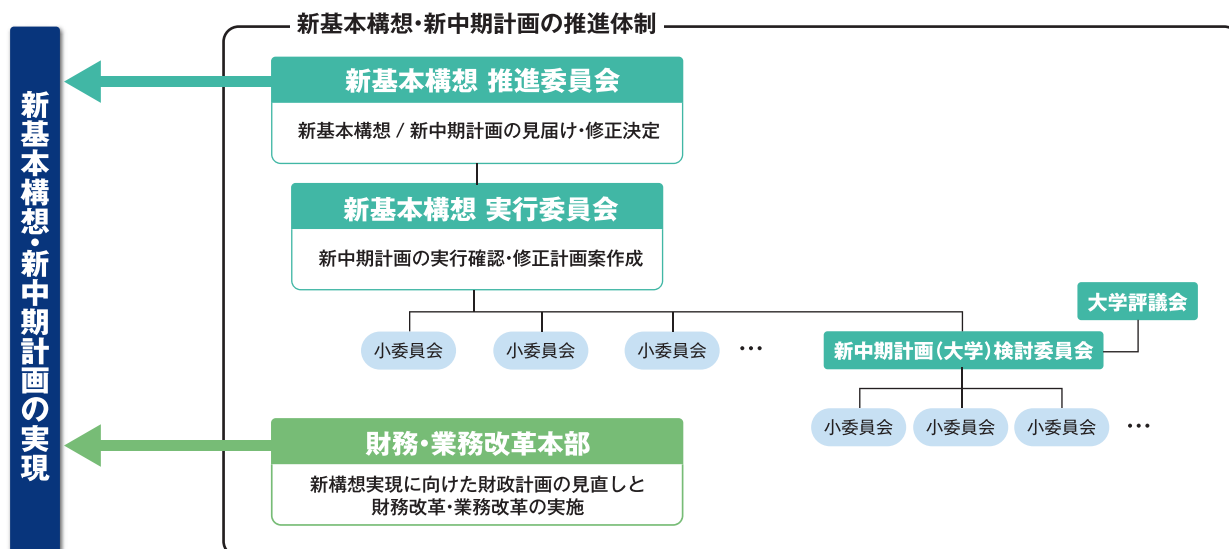 新基本構想・新中期計画の推進体制
新基本構想・新中期計画の実現
新基本構想 推進委員会
新基本構想 / 新中期計画の見届け・修正決定
新基本構想 実行委員会
新中期計画の実行確認・修正計画案作成
大学評議会
小委員会
小委員会
小委員会
…
新中期計画(大学)検討委員会
小委員会
小委員会
小委員会
…
財務・業務改革本部
新構想実現に向けた財政計画の見直しと
財務改革・業務改革の実施